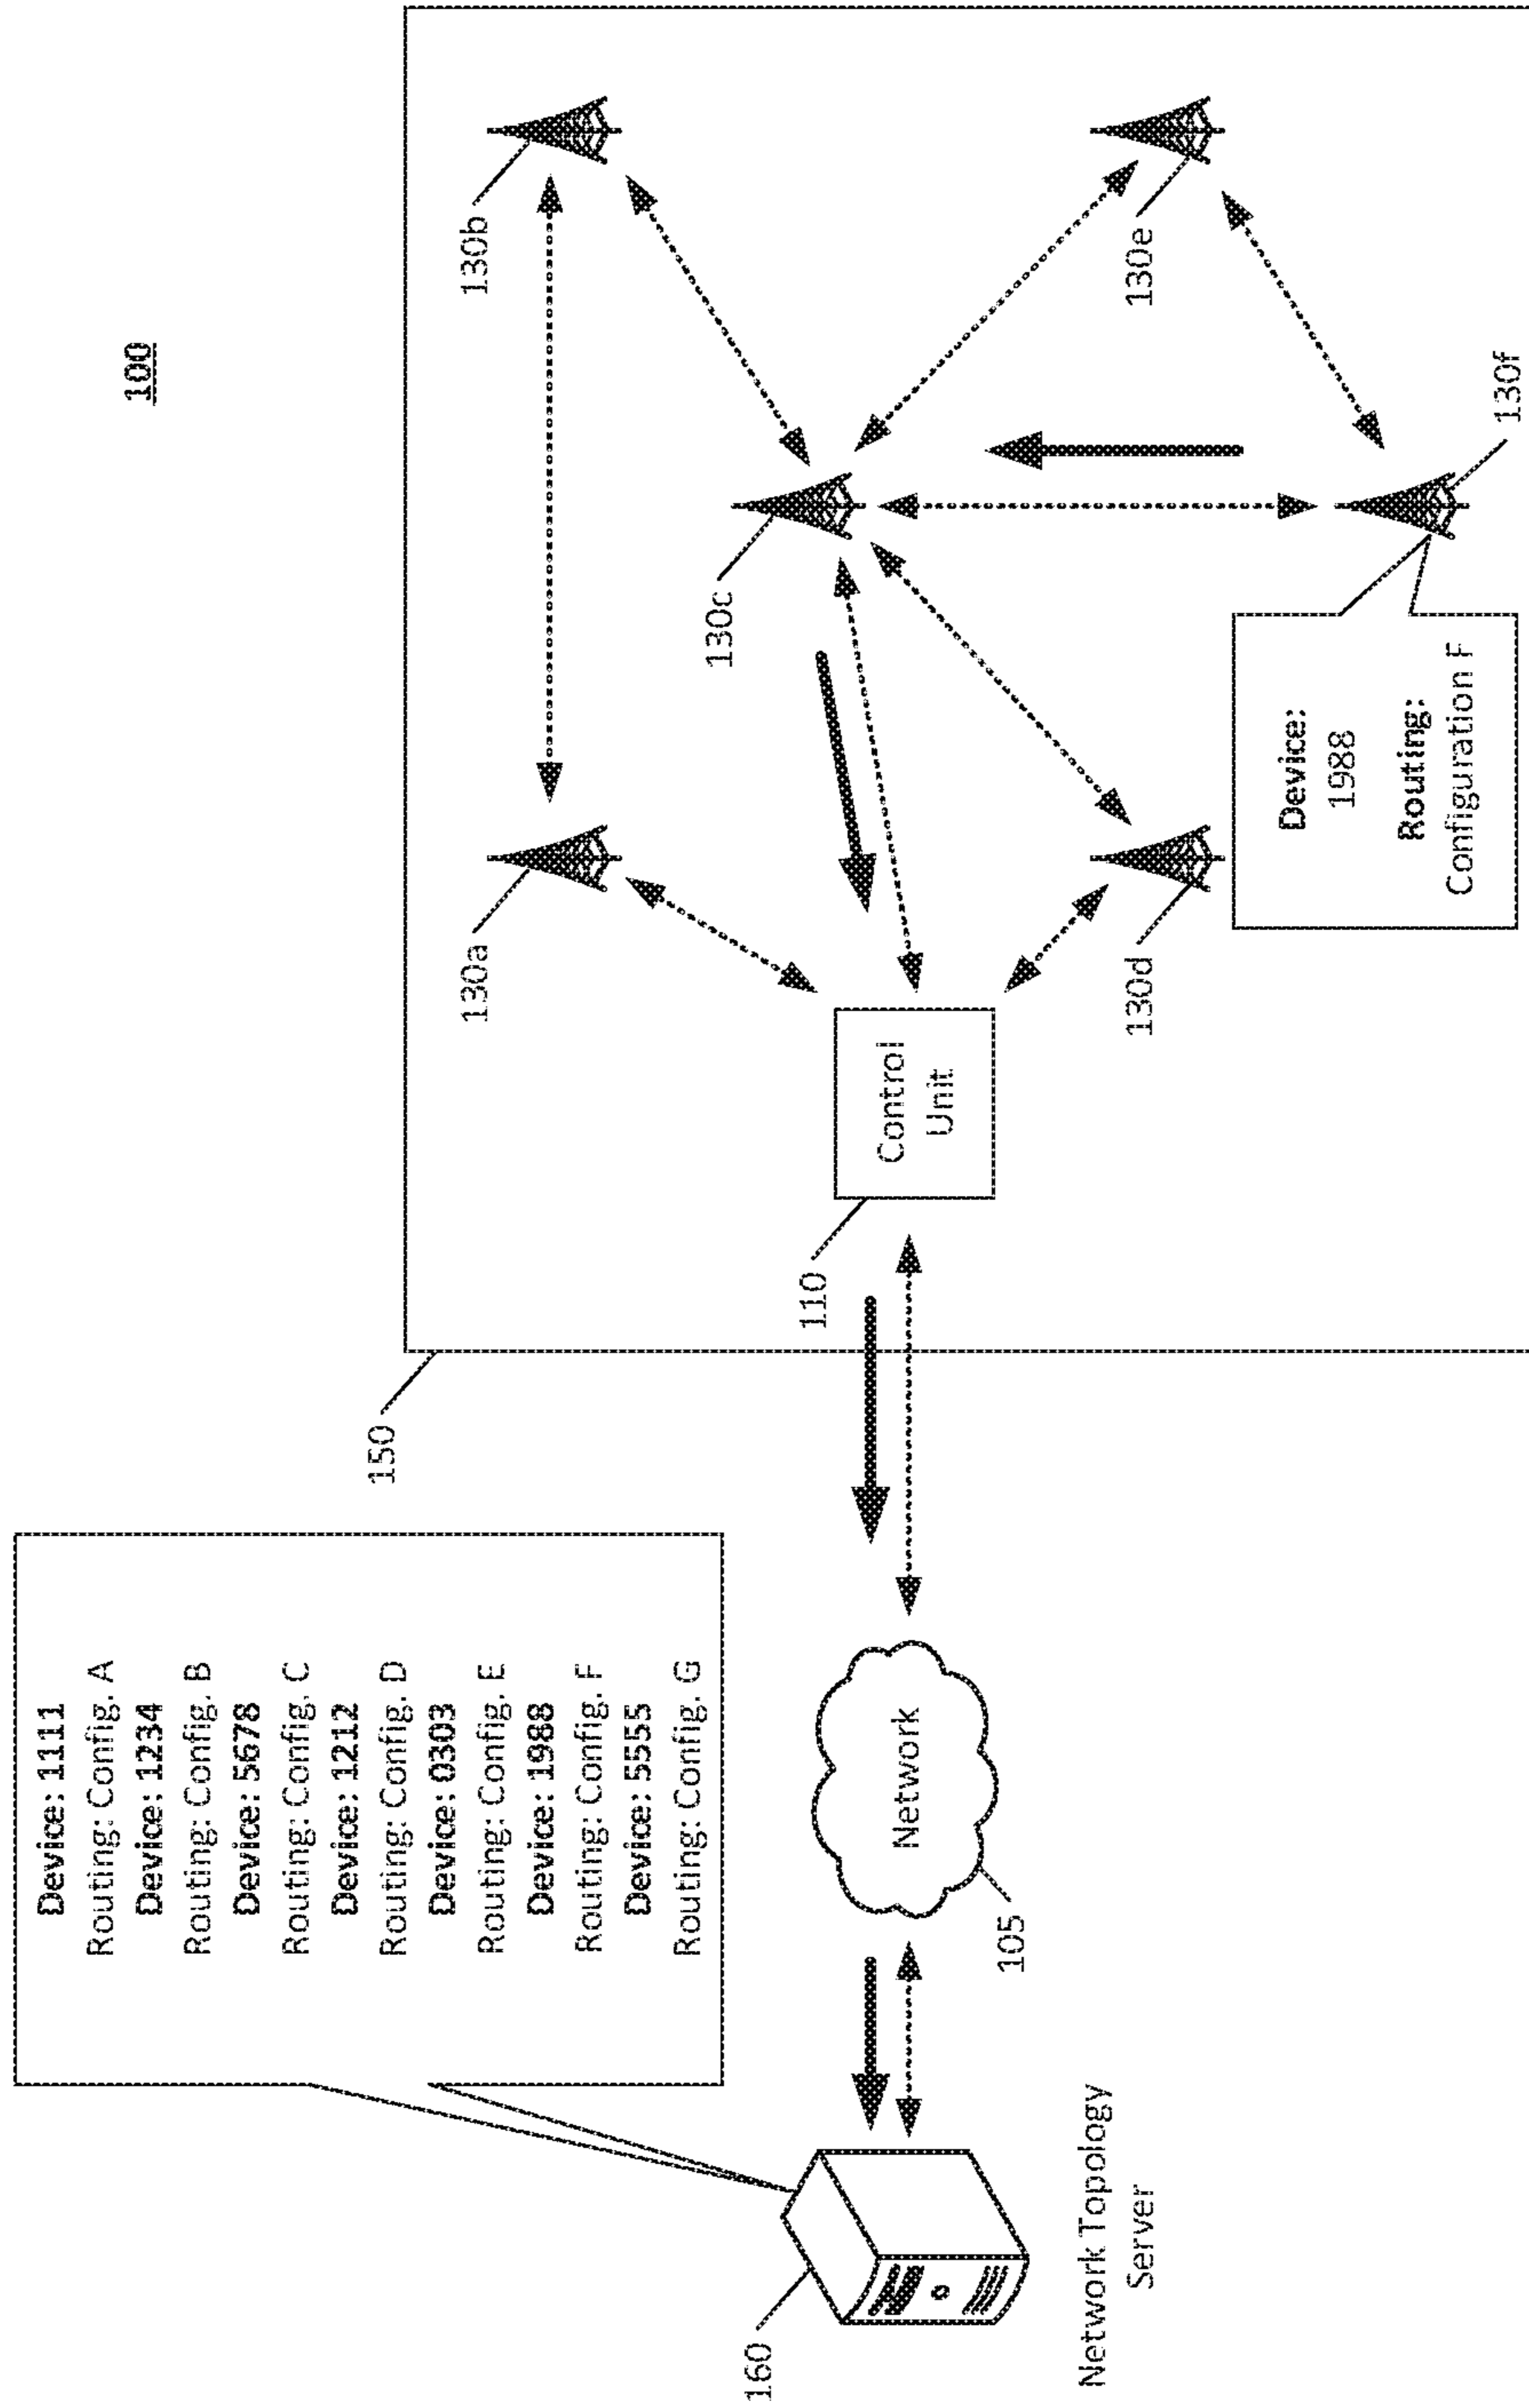 100
Device: 1111
Routing: Config. A
Device: 1234
Routing: Config. B
Device: 5678
Routing: Config. C
Device: 1212
Routing: Config. D
Device: 0303
Routing: Config. E
Device: 1988
Routing: Config. F
Device: 5555
Routing: Config. G
150
130a
130b
130c
110
Control
Unit
130d
130e
130f
Device:
1988
Routing:
Configuration F
160
Network
105
Network Topology
Server